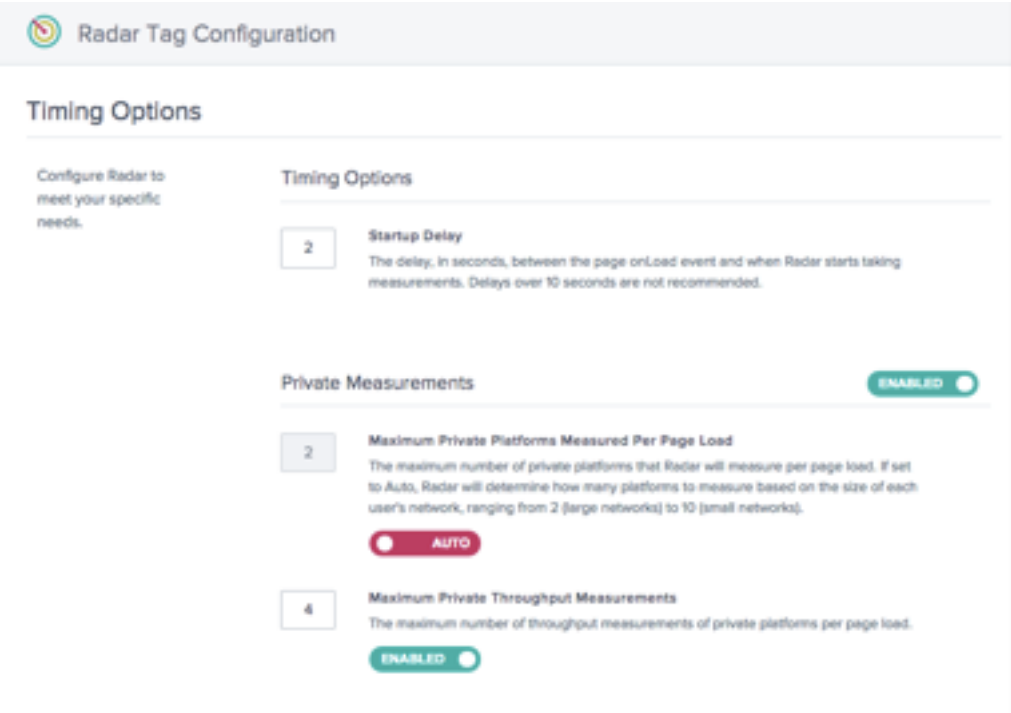 Radar Tag Configuration
Timing Options
Configure Radar to
meet your specific
needs.
Timing Options
2
Startup Delay
The delay, in seconds, between the page onLoad event and when Radar starts taking
measurements. Delays over 10 seconds are not recommended.
Private Measurements
ENABLED
2
Maximum Private Platforms Measured Per Page Load
The maximum number of private platforms that Radar will measure per page load. If set
to Auto, Radar will determine how many platforms to measure based on the size of each
user's network, ranging from 2 (large networks) to 10 (small networks).
AUTO
4
Maximum Private Throughput Measurements
The maximum number of throughput measurements of private platforms per page load.
ENABLED